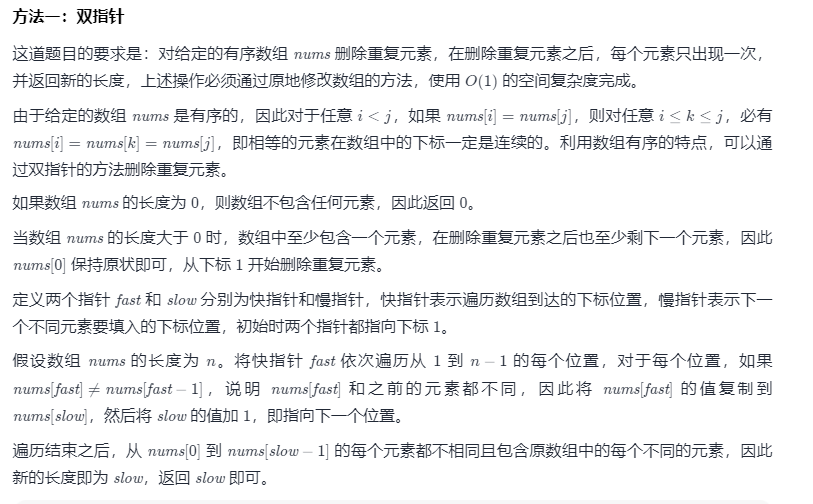 方法一：双指针
这道题目的要求是：对给定的有序数组 nums 删除重复元素，在删除重复元素之后，每个元素只出现一次，
并返回新的长度，上述操作必须通过原地修改数组的方法，使用 O(1) 的空间复杂度完成。
由于给定的数组 nums 是有序的，因此对于任意 i < j，如果 nums[i] = nums[j]，则对任意 i ≤ k ≤ j，必有
nums[i] = nums[k] = nums[j]，即相等的元素在数组中的下标一定是连续的。利用数组有序的特点，可以通
过双指针的方法删除重复元素。
如果数组 nums 的长度为 0，则数组不包含任何元素，因此返回 0。
当数组 nums 的长度大于 0 时，数组中至少包含一个元素，在删除重复元素之后也至少剩下一个元素，因此
nums[0] 保持原状即可，从下标 1 开始删除重复元素。
定义两个指针 fast 和 slow 分别为快指针和慢指针，快指针表示遍历数组到达的下标位置，慢指针表示下一
个不同元素要填入的下标位置，初始时两个指针都指向下标 1。
假设数组 nums 的长度为 n。将快指针 fast 依次遍历从 1 到 n − 1 的每个位置，对于每个位置，如果
nums[fast] ≠ nums[fast − 1]，说明 nums[fast] 和之前的元素都不同，因此将 nums[fast] 的值复制到
nums[slow]，然后将 slow 的值加 1，即指向下一个位置。
遍历结束之后，从 nums[0] 到 nums[slow − 1] 的每个元素都不相同且包含原数组中的每个不同的元素，因此
新的长度即为 slow，返回 slow 即可。